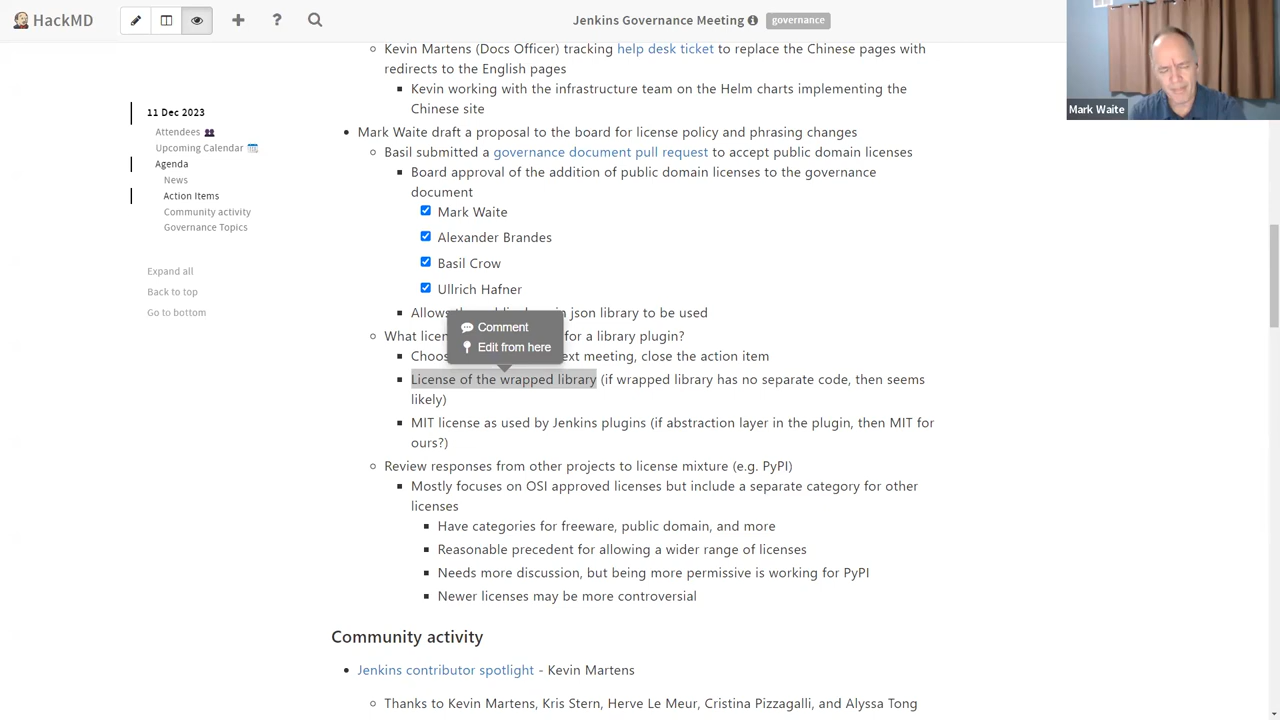 HackMD
Jenkins Governance Meeting
governance
Mark Waite
11 Dec 2023
Attendees
Upcoming Calendar
Agenda
News
Action Items
Community activity
Governance Topics
Expand all
Back to top
Go to bottom
Kevin Martens (Docs Officer) tracking help desk ticket to replace the Chinese pages with
redirects to the English pages
Kevin working with the infrastructure team on the Helm charts implementing the
Chinese site
Mark Waite draft a proposal to the board for license policy and phrasing changes
Basil submitted a governance document pull request to accept public domain licenses
Board approval of the addition of public domain licenses to the governance
document
Mark Waite
Alexander Brandes
Basil Crow
Ullrich Hafner
Allows json library to be used
Comment
Edit from here
What for a library plugin?
meeting, close the action item
License of the wrapped library (if wrapped library has no separate code, then seems
likely)
MIT license as used by Jenkins plugins (if abstraction layer in the plugin, then MIT for
ours?)
Review responses from other projects to license mixture (e.g. PyPI)
Mostly focuses on OSI approved licenses but include a separate category for other
licenses
Have categories for freeware, public domain, and more
Reasonable precedent for allowing a wider range of licenses
Needs more discussion, but being more permissive is working for PyPI
Newer licenses may be more controversial
Community activity
Jenkins contributor spotlight - Kevin Martens
Thanks to Kevin Martens, Kris Stern, Herve Le Meur, Cristina Pizzagalli, and Alyssa Tong